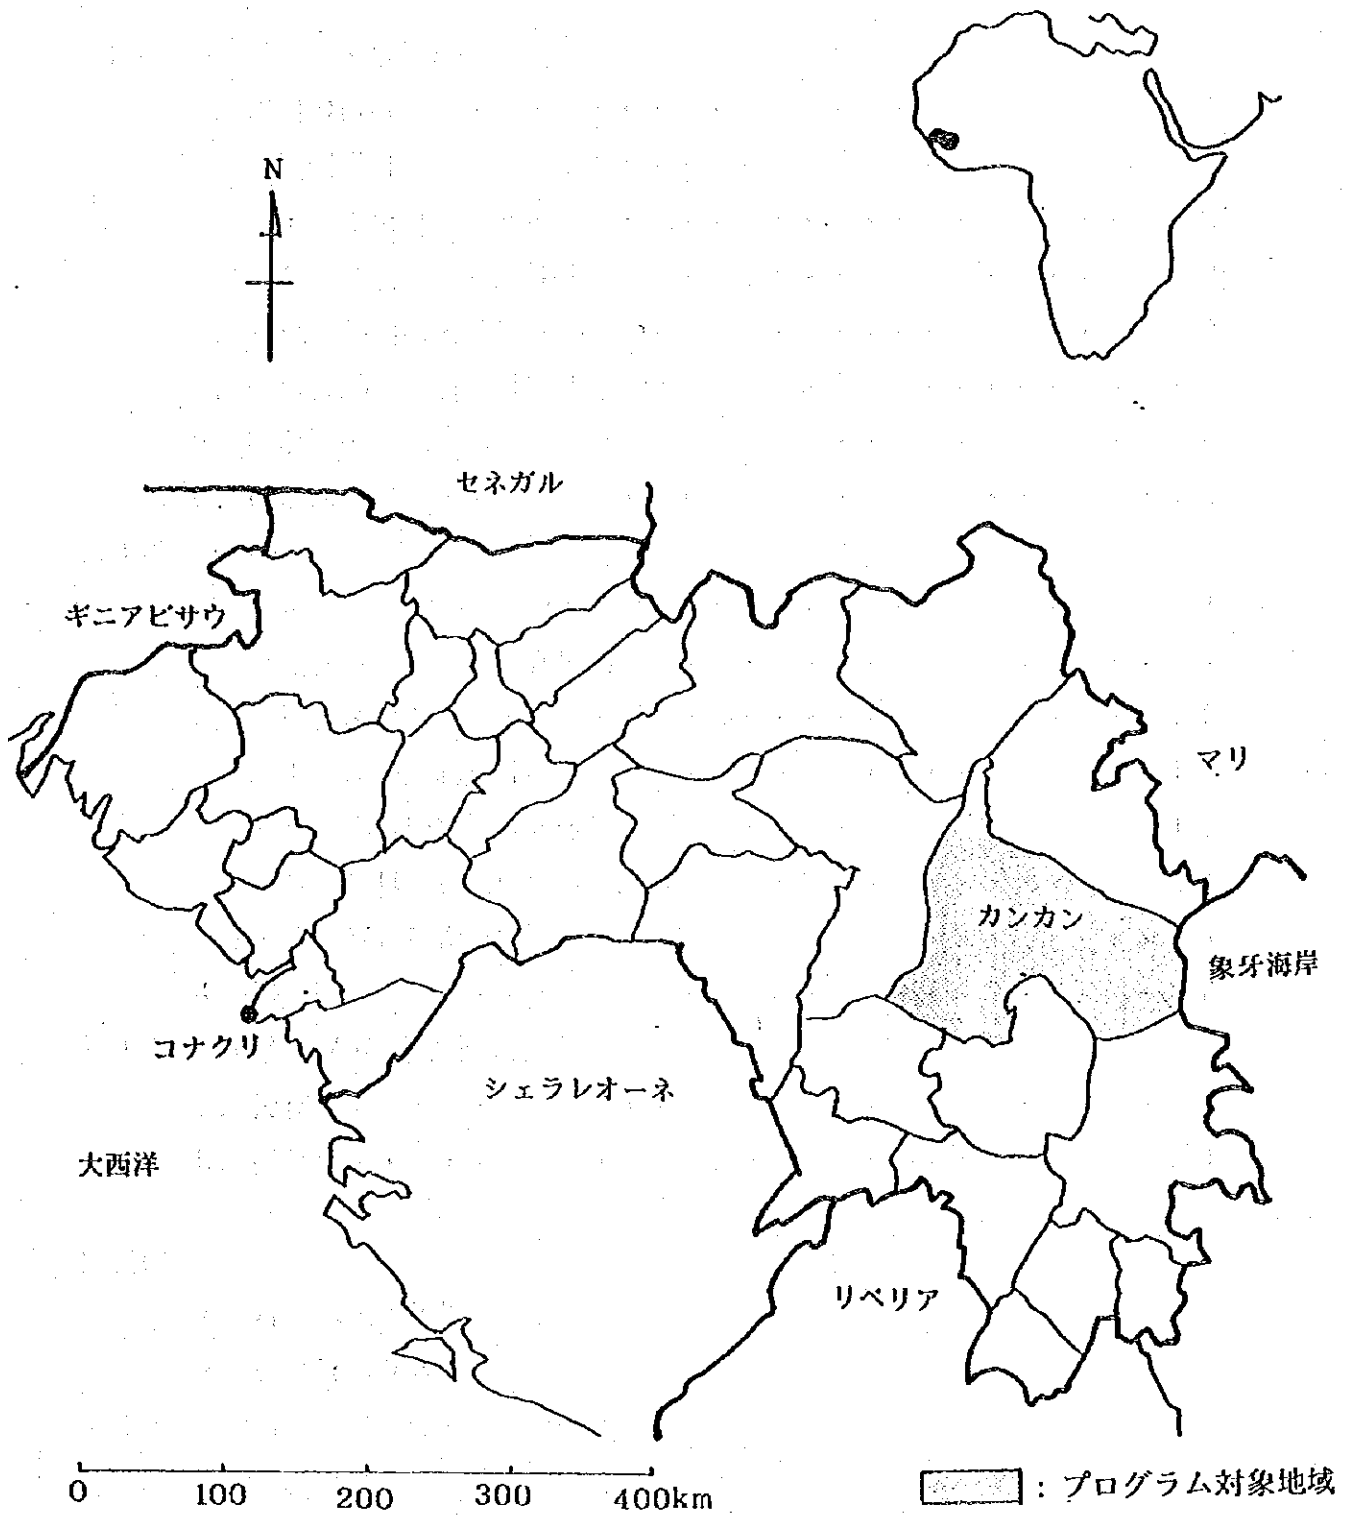 N
セネガル
ギニアビサウ
マリ
カンカン
象牙海岸
コナクリ
シェラレオーネ
大西洋
リベリア
0 100 200 300 400km
: プログラム対象地域